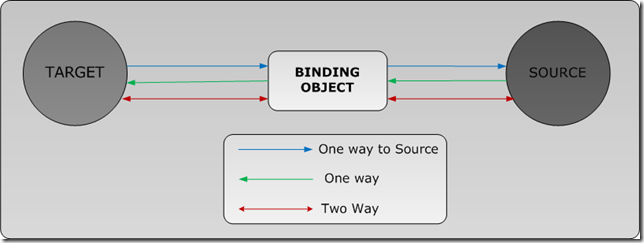 TARGET
BINDING
OBJECT
SOURCE
One way to Source
One way
Two Way